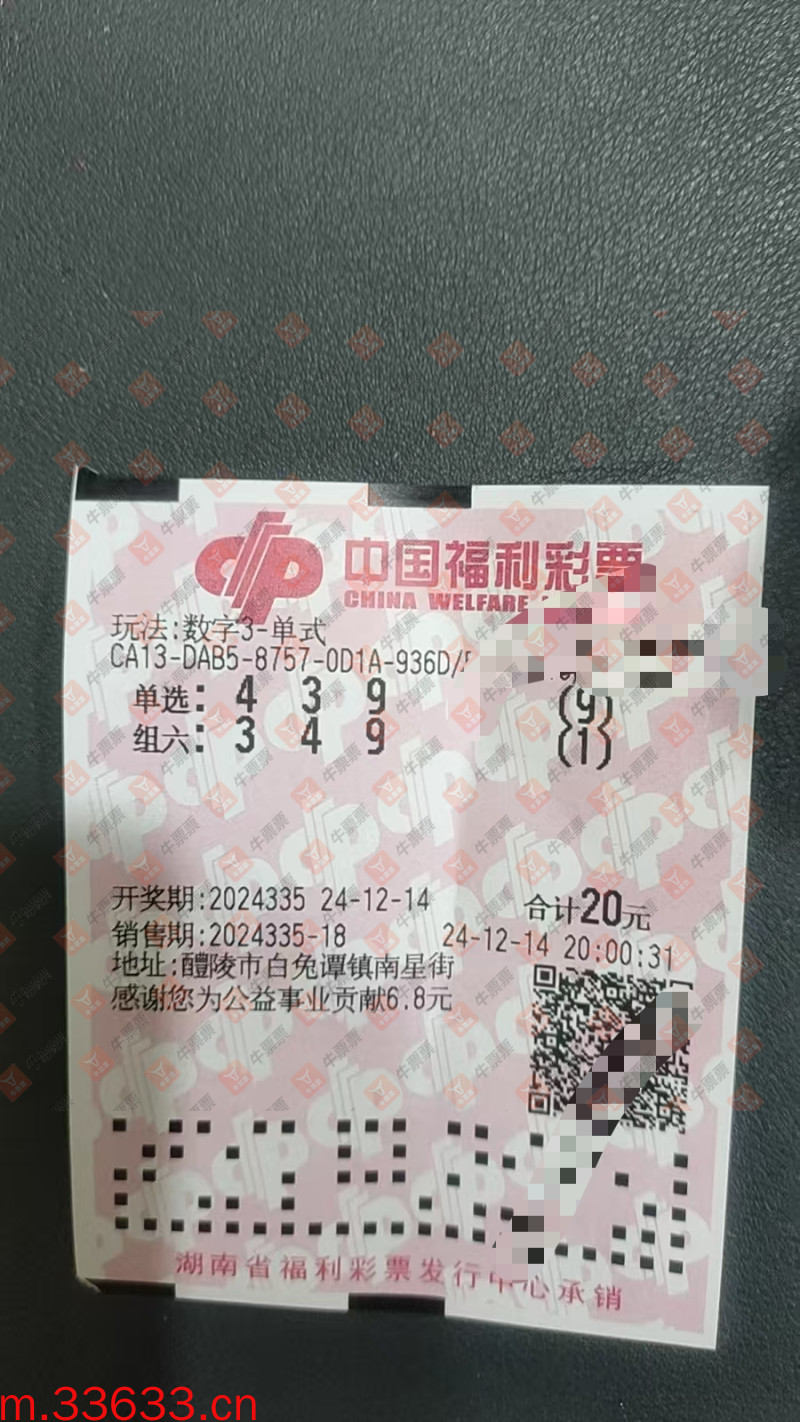 中国福利彩票
CHINA WELFARE
玩法:数字3-单式
CA13-DAB5-8757-0D1A-936D/
单选: 4 3 9 (9)
组六: 3 4 9 (1)
开奖期:2024335 24-12-14 合计20元
销售期:2024335-18 24-12-14 20:00:31
地址:醴陵市白兔谭镇南星街
感谢您为公益事业贡献6.8元
湖南省福利彩票发行中心承销
牛票票
m.33633.cn